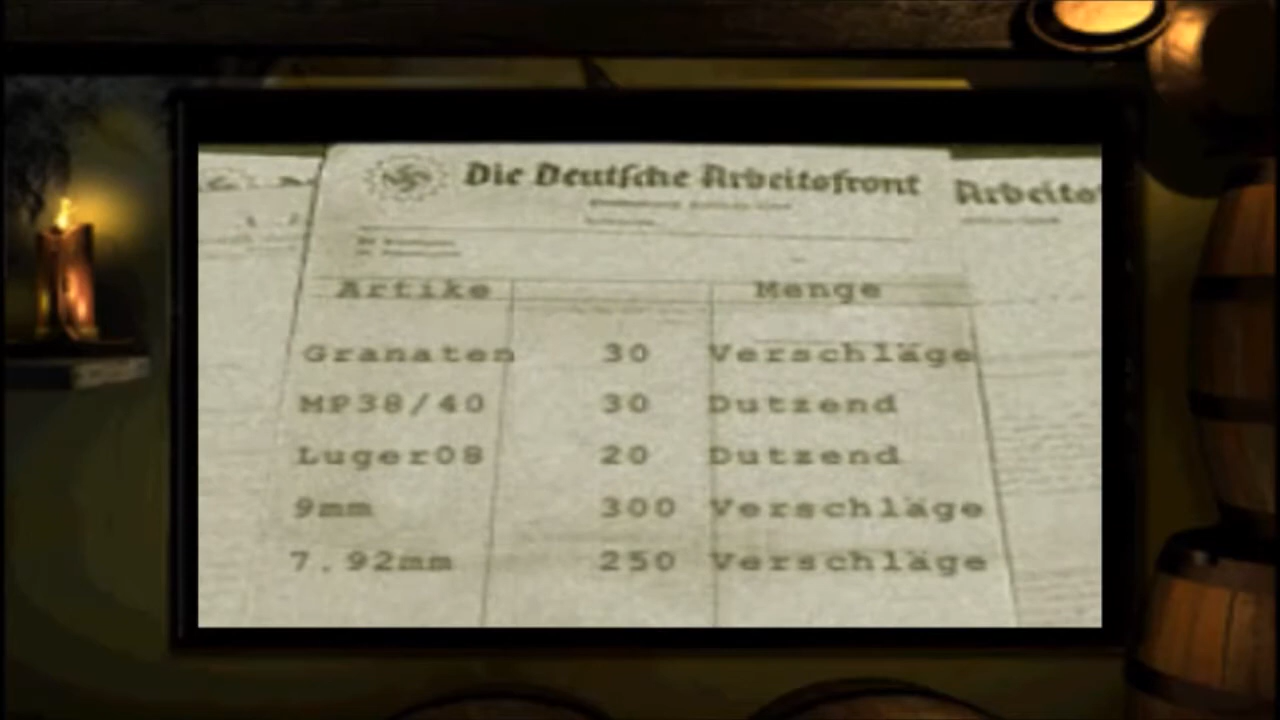 Die Deutsche Arbeitsfront
Arbeits
Artike Menge
Granaten 30 Verschläge
MP38/40 30 Dutzend
Luger08 20 Dutzend
9mm 300 Verschläge
7.92mm 250 Verschläge